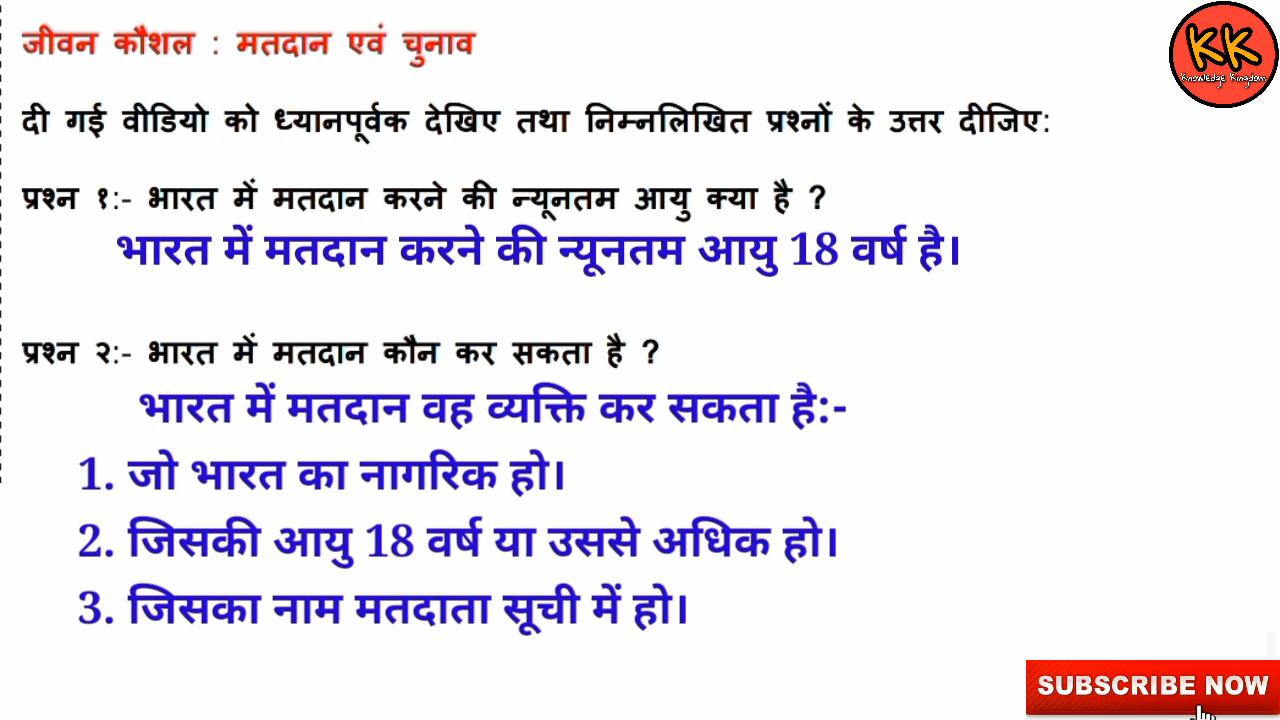 जीवन कौशल : मतदान एवं चुनाव
KK
Knowledge Kingdom
दी गई वीडियो को ध्यानपूर्वक देखिए तथा निम्नलिखित प्रश्नों के उत्तर दीजिए:
प्रश्न १:- भारत में मतदान करने की न्यूनतम आयु क्या है ?
भारत में मतदान करने की न्यूनतम आयु 18 वर्ष है।
प्रश्न २:- भारत में मतदान कौन कर सकता है ?
भारत में मतदान वह व्यक्ति कर सकता है:-
1. जो भारत का नागरिक हो।
2. जिसकी आयु 18 वर्ष या उससे अधिक हो।
3. जिसका नाम मतदाता सूची में हो।
SUBSCRIBE NOW